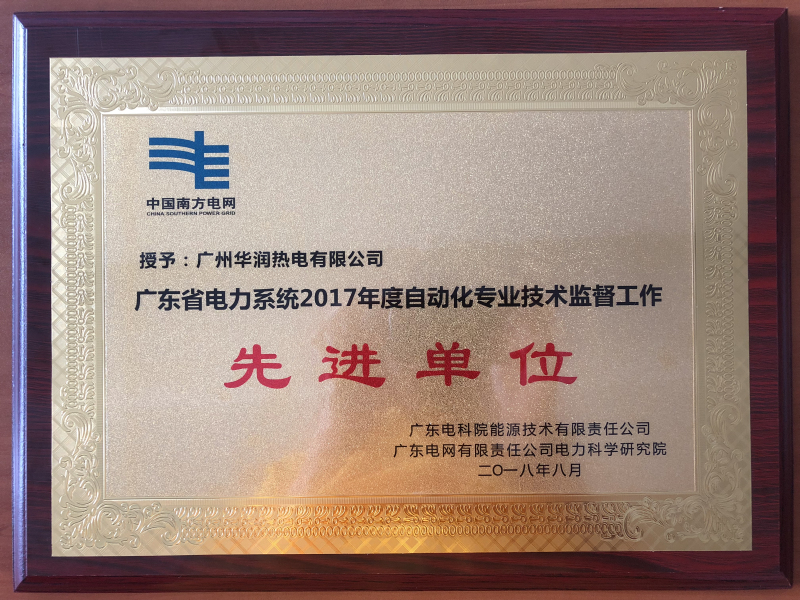 中国南方电网
CHINA SOUTHERN POWER GRID
授予：广州华润热电有限公司
广东省电力系统2017年度自动化专业技术监督工作
先进单位
广东电科院能源技术有限责任公司
广东电网有限责任公司电力科学研究院
二〇一八年八月